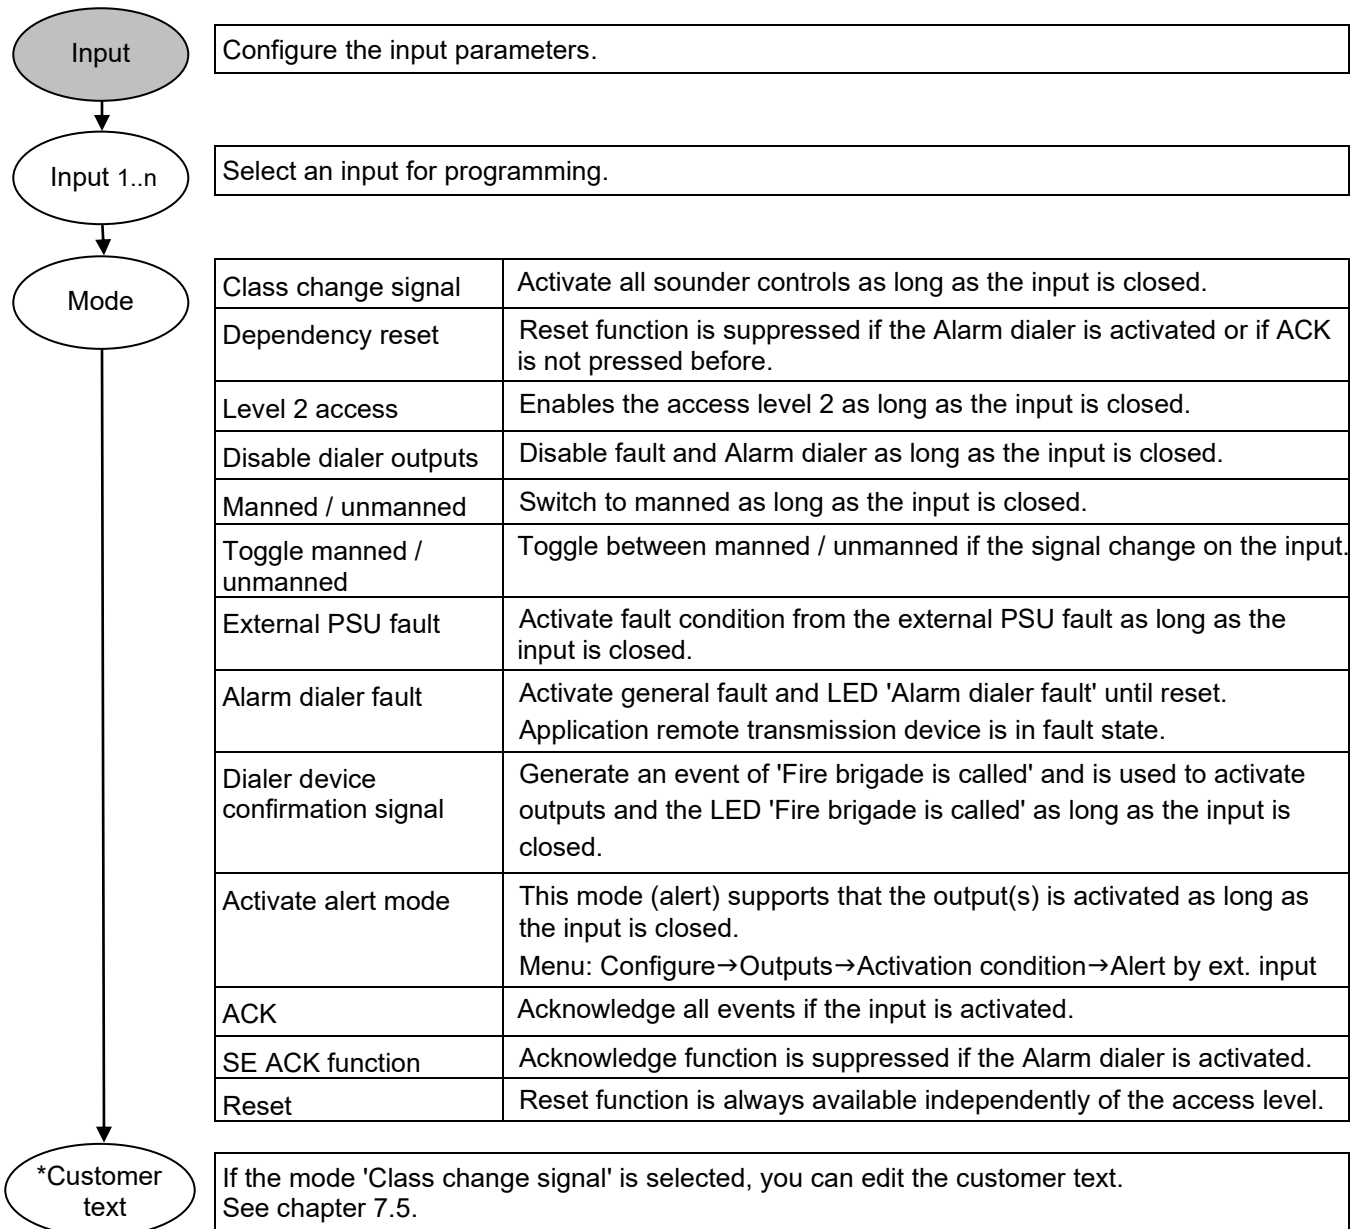 Input
Configure the input parameters.
Input 1..n
Select an input for programming.
Mode
Class change signal
Activate all sounder controls as long as the input is closed.
Dependency reset
Reset function is suppressed if the Alarm dialer is activated or if ACK
is not pressed before.
Level 2 access
Enables the access level 2 as long as the input is closed.
Disable dialer outputs
Disable fault and Alarm dialer as long as the input is closed.
Manned / unmanned
Switch to manned as long as the input is closed.
Toggle manned /
unmanned
Toggle between manned / unmanned if the signal change on the input.
External PSU fault
Activate fault condition from the external PSU fault as long as the
input is closed.
Alarm dialer fault
Activate general fault and LED 'Alarm dialer fault' until reset.
Application remote transmission device is in fault state.
Dialer device
confirmation signal
Generate an event of 'Fire brigade is called' and is used to activate
outputs and the LED 'Fire brigade is called' as long as the input is
closed.
Activate alert mode
This mode (alert) supports that the output(s) is activated as long as
the input is closed.
Menu: Configure→Outputs→Activation condition→Alert by ext. input
ACK
Acknowledge all events if the input is activated.
SE ACK function
Acknowledge function is suppressed if the Alarm dialer is activated.
Reset
Reset function is always available independently of the access level.
*Customer
text
If the mode 'Class change signal' is selected, you can edit the customer text.
See chapter 7.5.